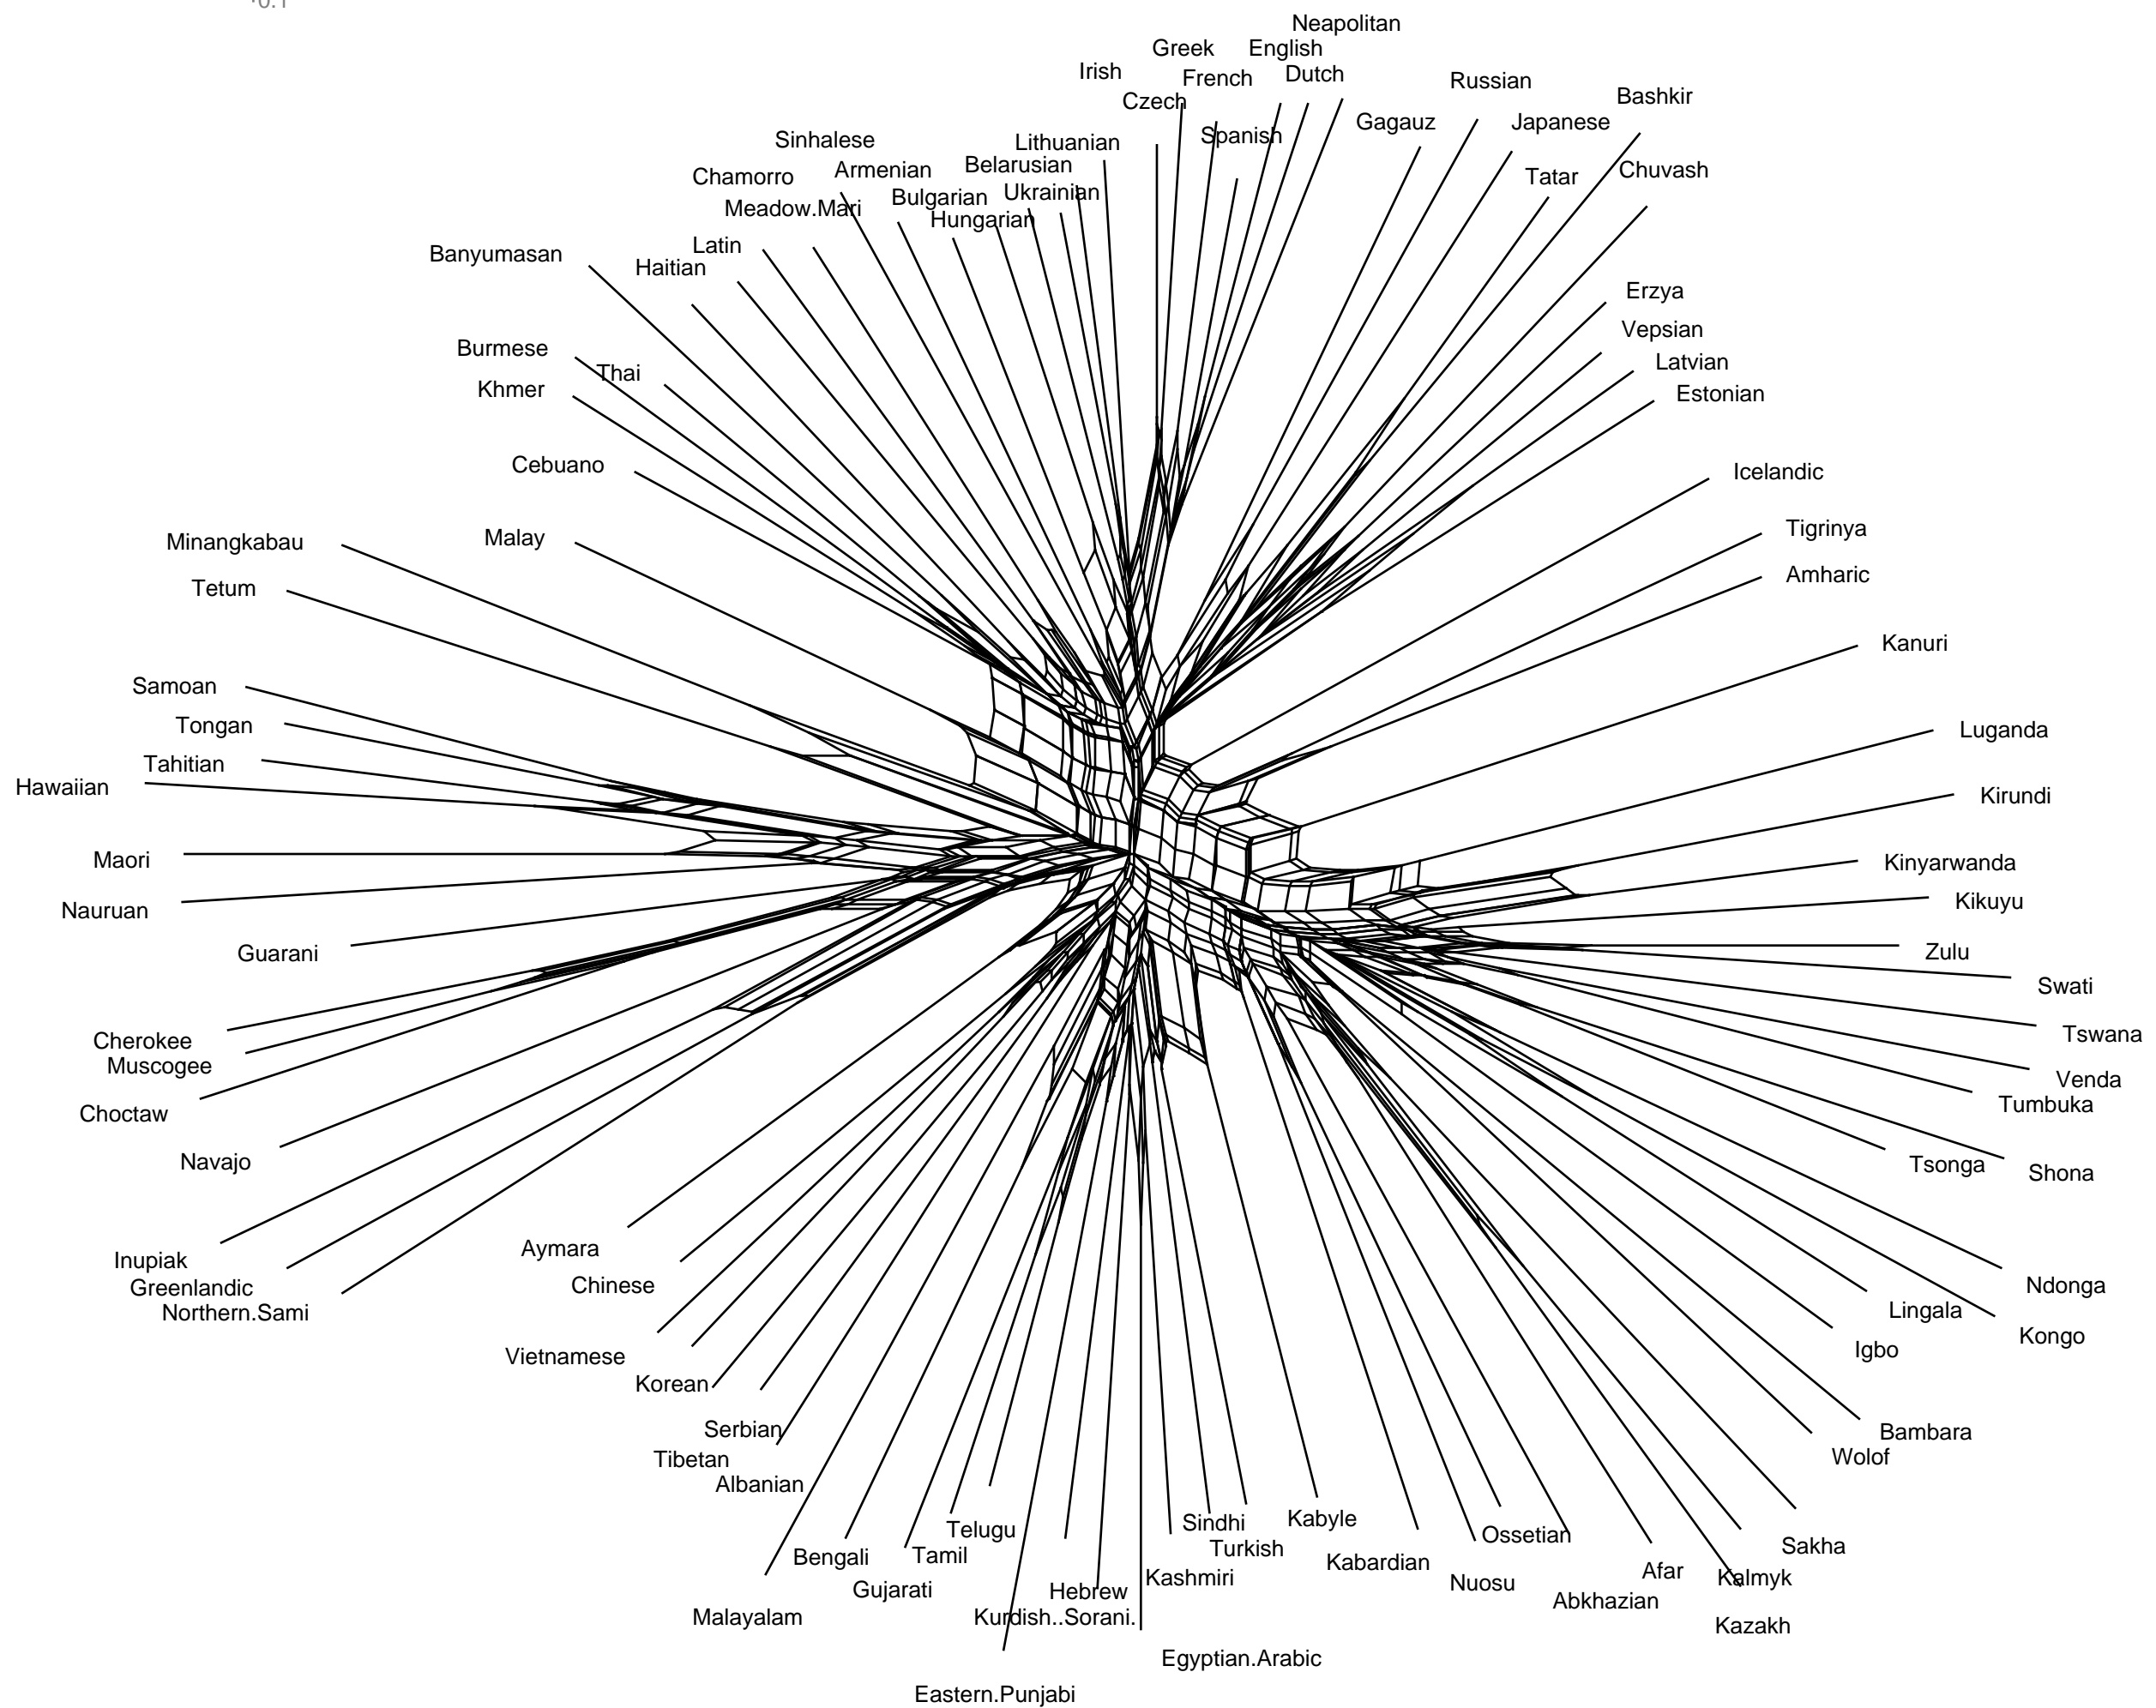 Neapolitan
Greek
English
Irish
French
Dutch
Russian
Czech
Bashkir
Gagauz
Japanese
Sinhalese
Lithuanian
Spanish
Belarusian
Armenian
Chamorro
Tatar
Chuvash
Bulgarian
Ukrainian
Meadow.Mari
Hungarian
Latin
Banyumasan
Haitian
Erzya
Vepsian
Burmese
Latvian
Thai
Khmer
Estonian
Cebuano
Icelandic
Tigrinya
Minangkabau
Malay
Amharic
Tetum
Kanuri
Samoan
Tongan
Luganda
Tahitian
Hawaiian
Kirundi
Maori
Kinyarwanda
Kikuyu
Nauruan
Guarani
Zulu
Swati
Tswana
Cherokee
Muscogee
Venda
Tumbuka
Choctaw
Navajo
Tsonga
Shona
Aymara
Inupiak
Greenlandic
Chinese
Ndonga
Northern.Sami
Lingala
Kongo
Igbo
Vietnamese
Korean
Serbian
Bambara
Wolof
Tibetan
Albanian
Kabyle
Sindhi
Telugu
Ossetian
Turkish
Sakha
Bengali
Tamil
Kabardian
Afar
Kashmiri
Kalmyk
Nuosu
Gujarati
Hebrew
Abkhazian
Malayalam
Kurdish..Sorani.
Kazakh
Egyptian.Arabic
Eastern.Punjabi